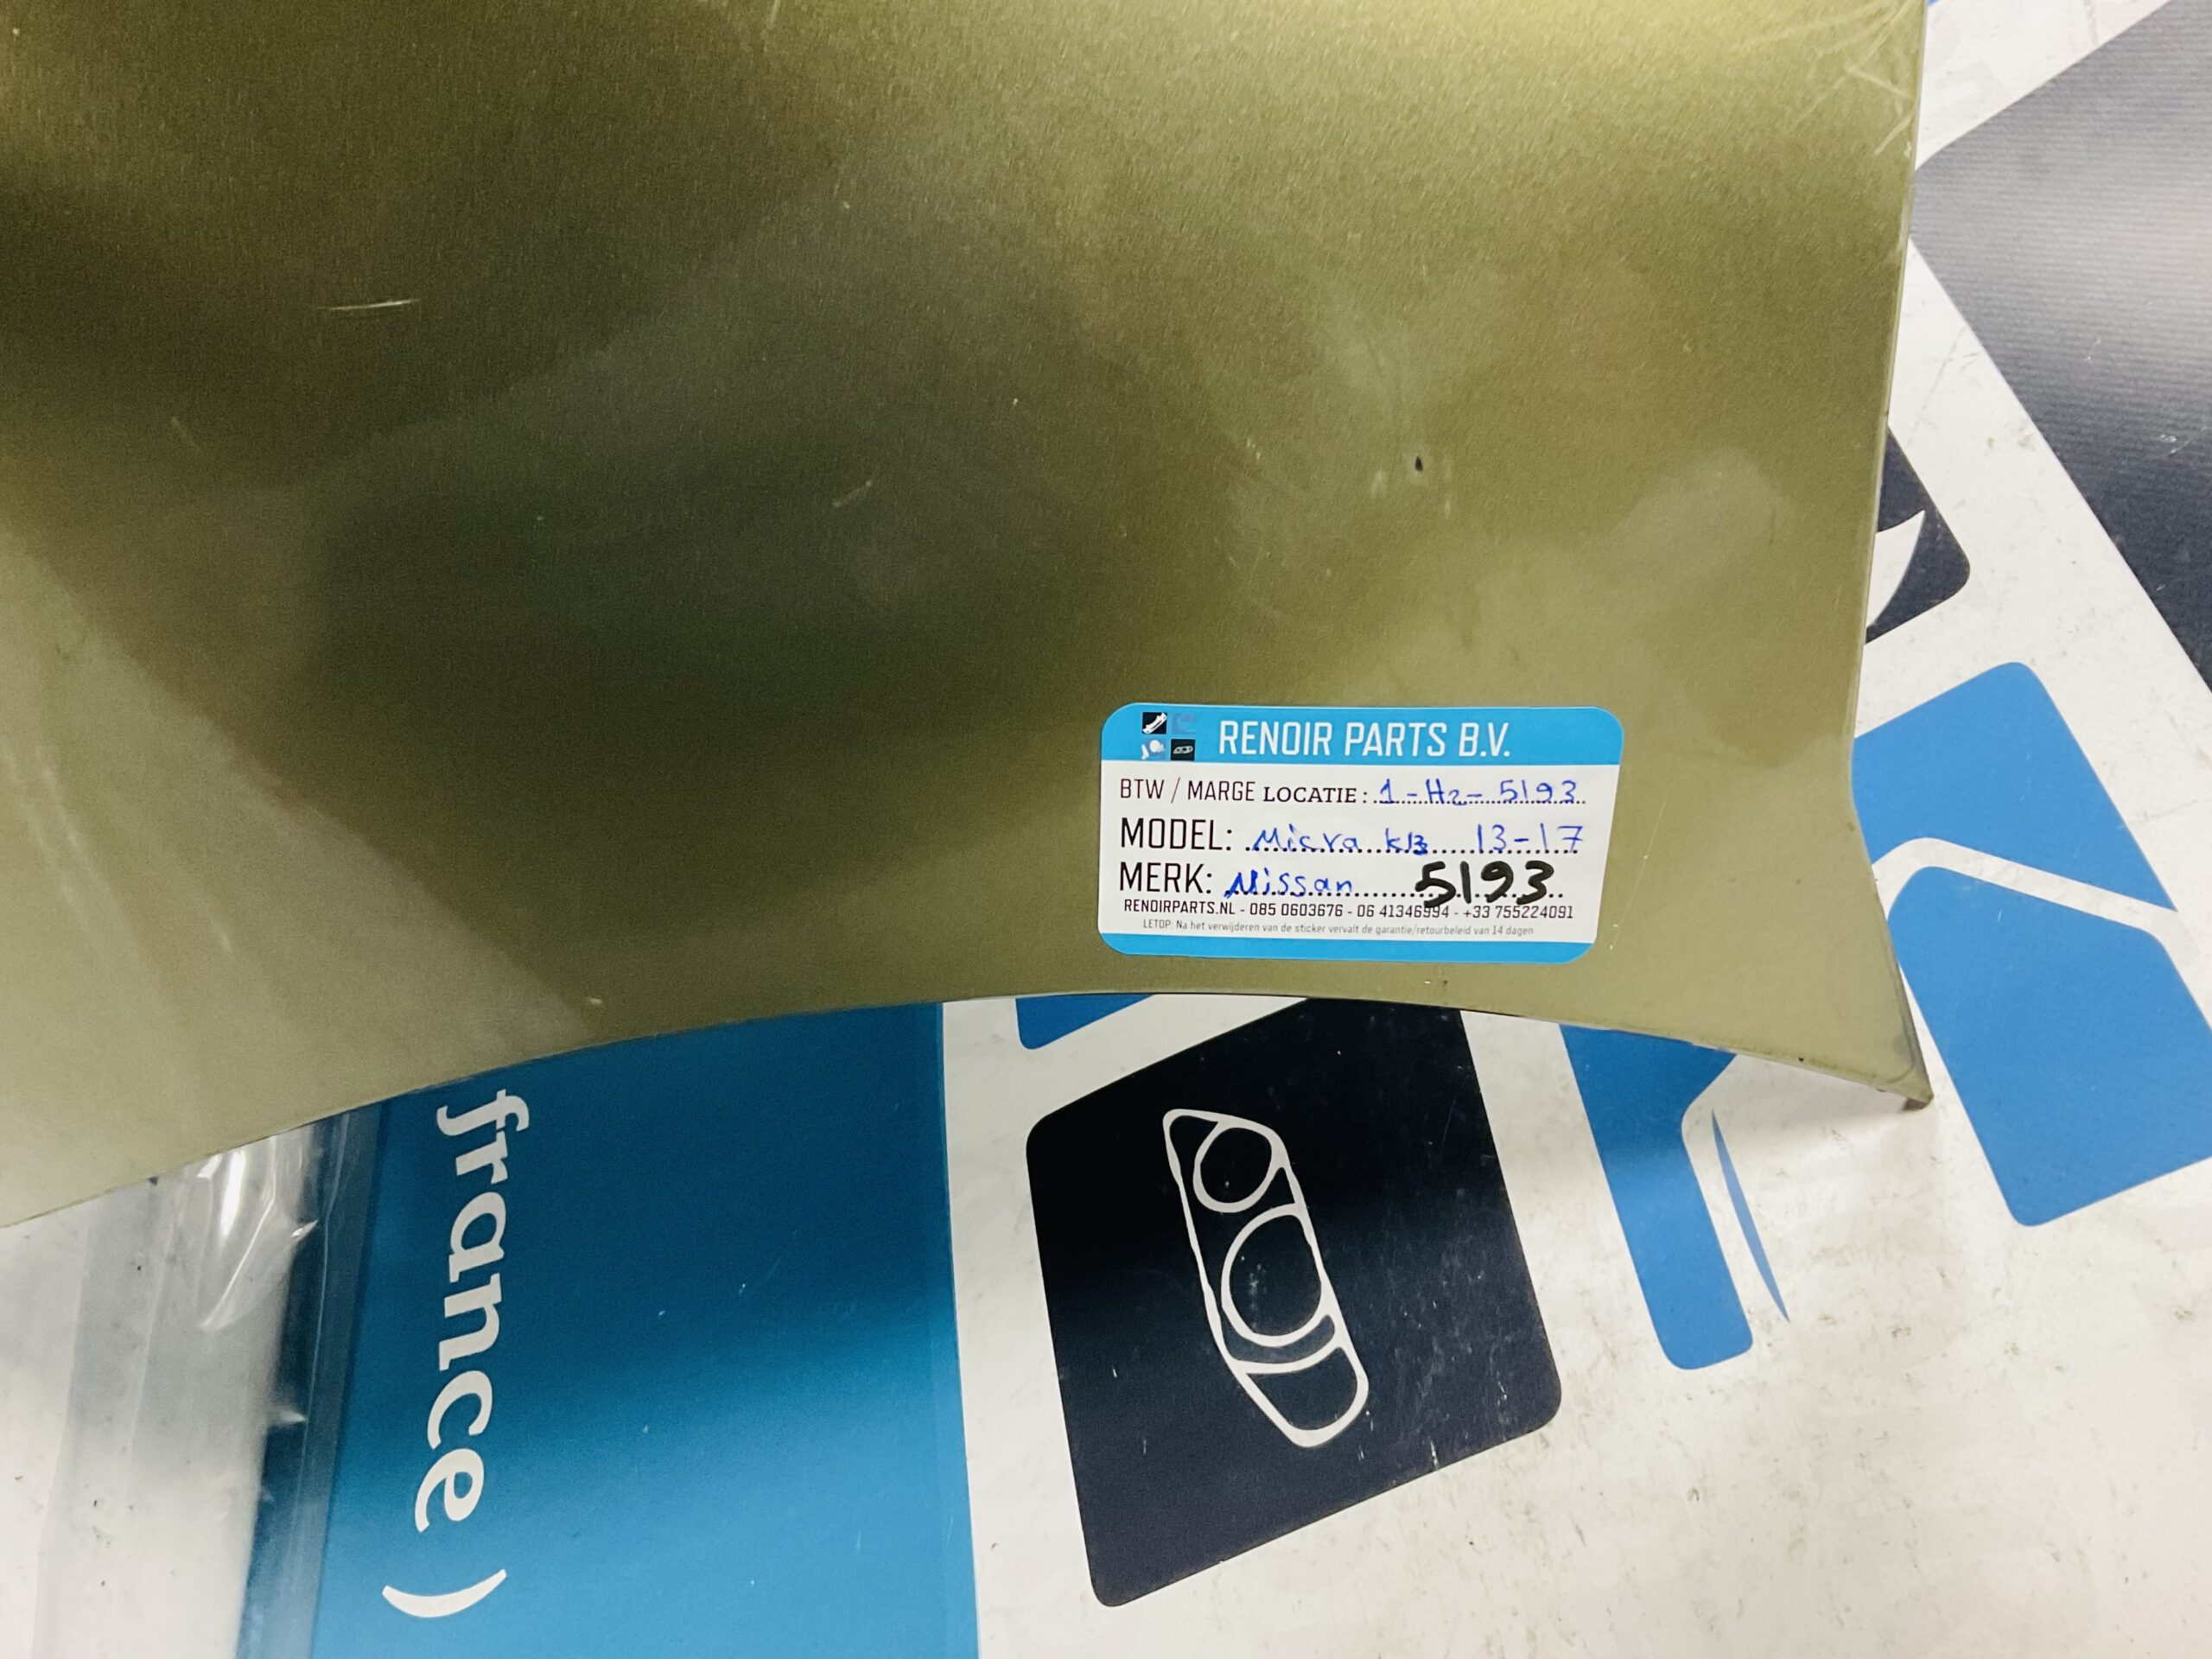 RENOIR PARTS B.V.
BTW / MARGE LOCATIE: 1-H2-5193
MODEL: Micra k13 13-17
MERK: Nissan 5193
RENOIRPARTS.NL - 085 0603676 - 06 41346994 - +33 755224091
LETOP: Na het verwijderen van de sticker vervalt de garantie/retourbeleid van 14 dagen
france )